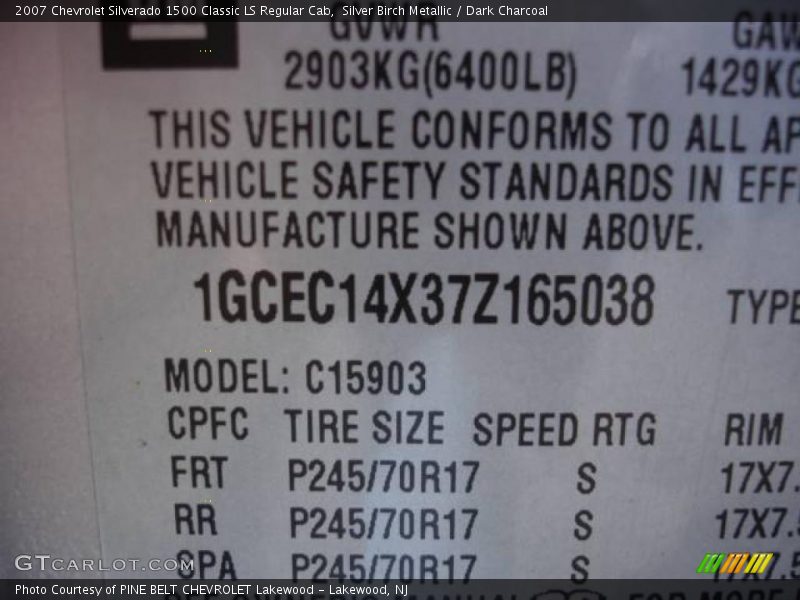 2007 Chevrolet Silverado 1500 Classic LS Regular Cab,  Silver Birch Metallic / Dark Charcoal
GVWR GAW
2903KG(6400LB) 1429KG
THIS VEHICLE CONFORMS TO ALL AP
VEHICLE SAFETY STANDARDS IN EFF
MANUFACTURE SHOWN ABOVE.
1GCEC14X37Z165038 TYPE
MODEL: C15903
CPFC TIRE SIZE SPEED RTG RIM
FRT P245/70R17 S 17X7.
RR P245/70R17 S 17X7.5
SPA P245/70R17 S 17X7.5
GTCARLOT.COM
Photo Courtesy of PINE BELT CHEVROLET Lakewood - Lakewood, NJ